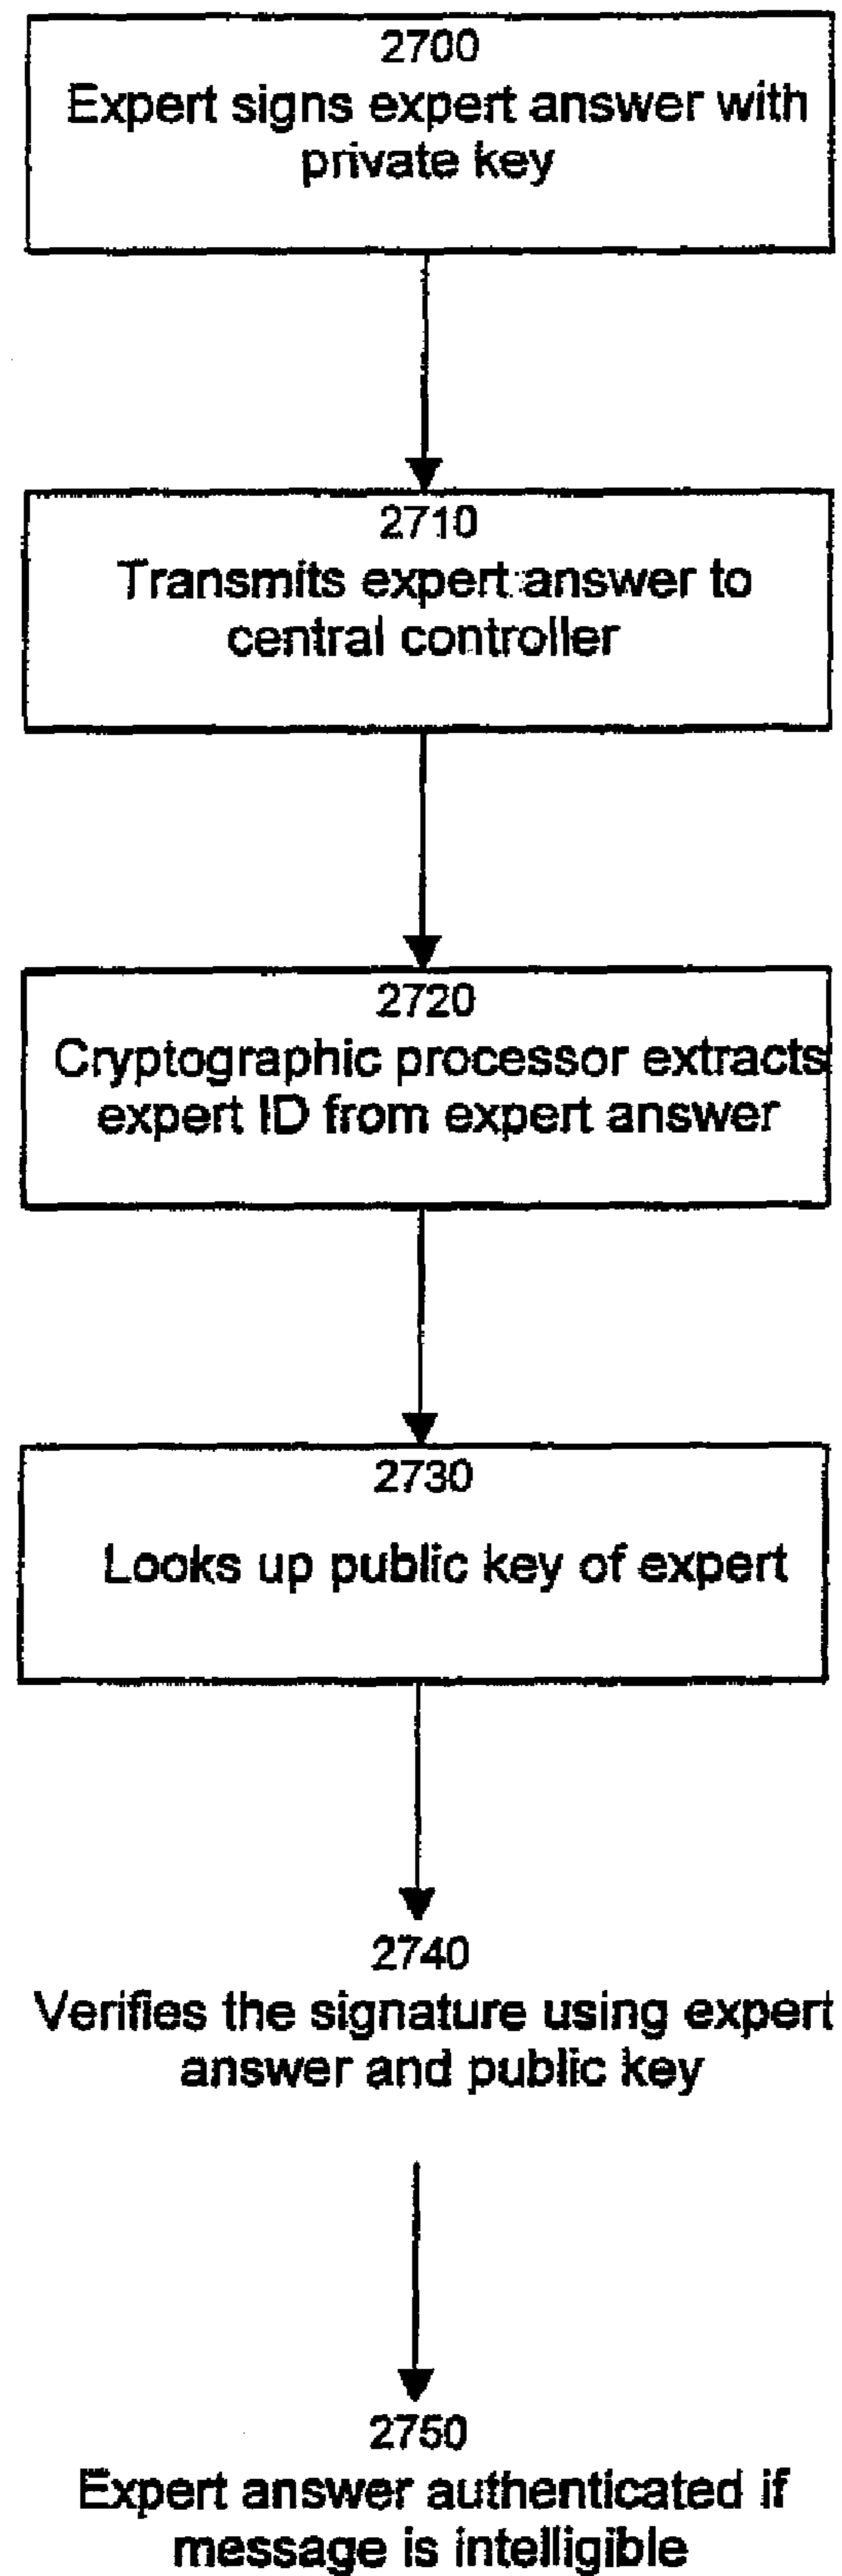 2700
Expert signs expert answer with
private key
2710
Transmits expert answer to
central controller
2720
Cryptographic processor extracts
expert ID from expert answer
2730
Looks up public key of expert
2740
Verifies the signature using expert
answer and public key
2750
Expert answer authenticated if
message is intelligible